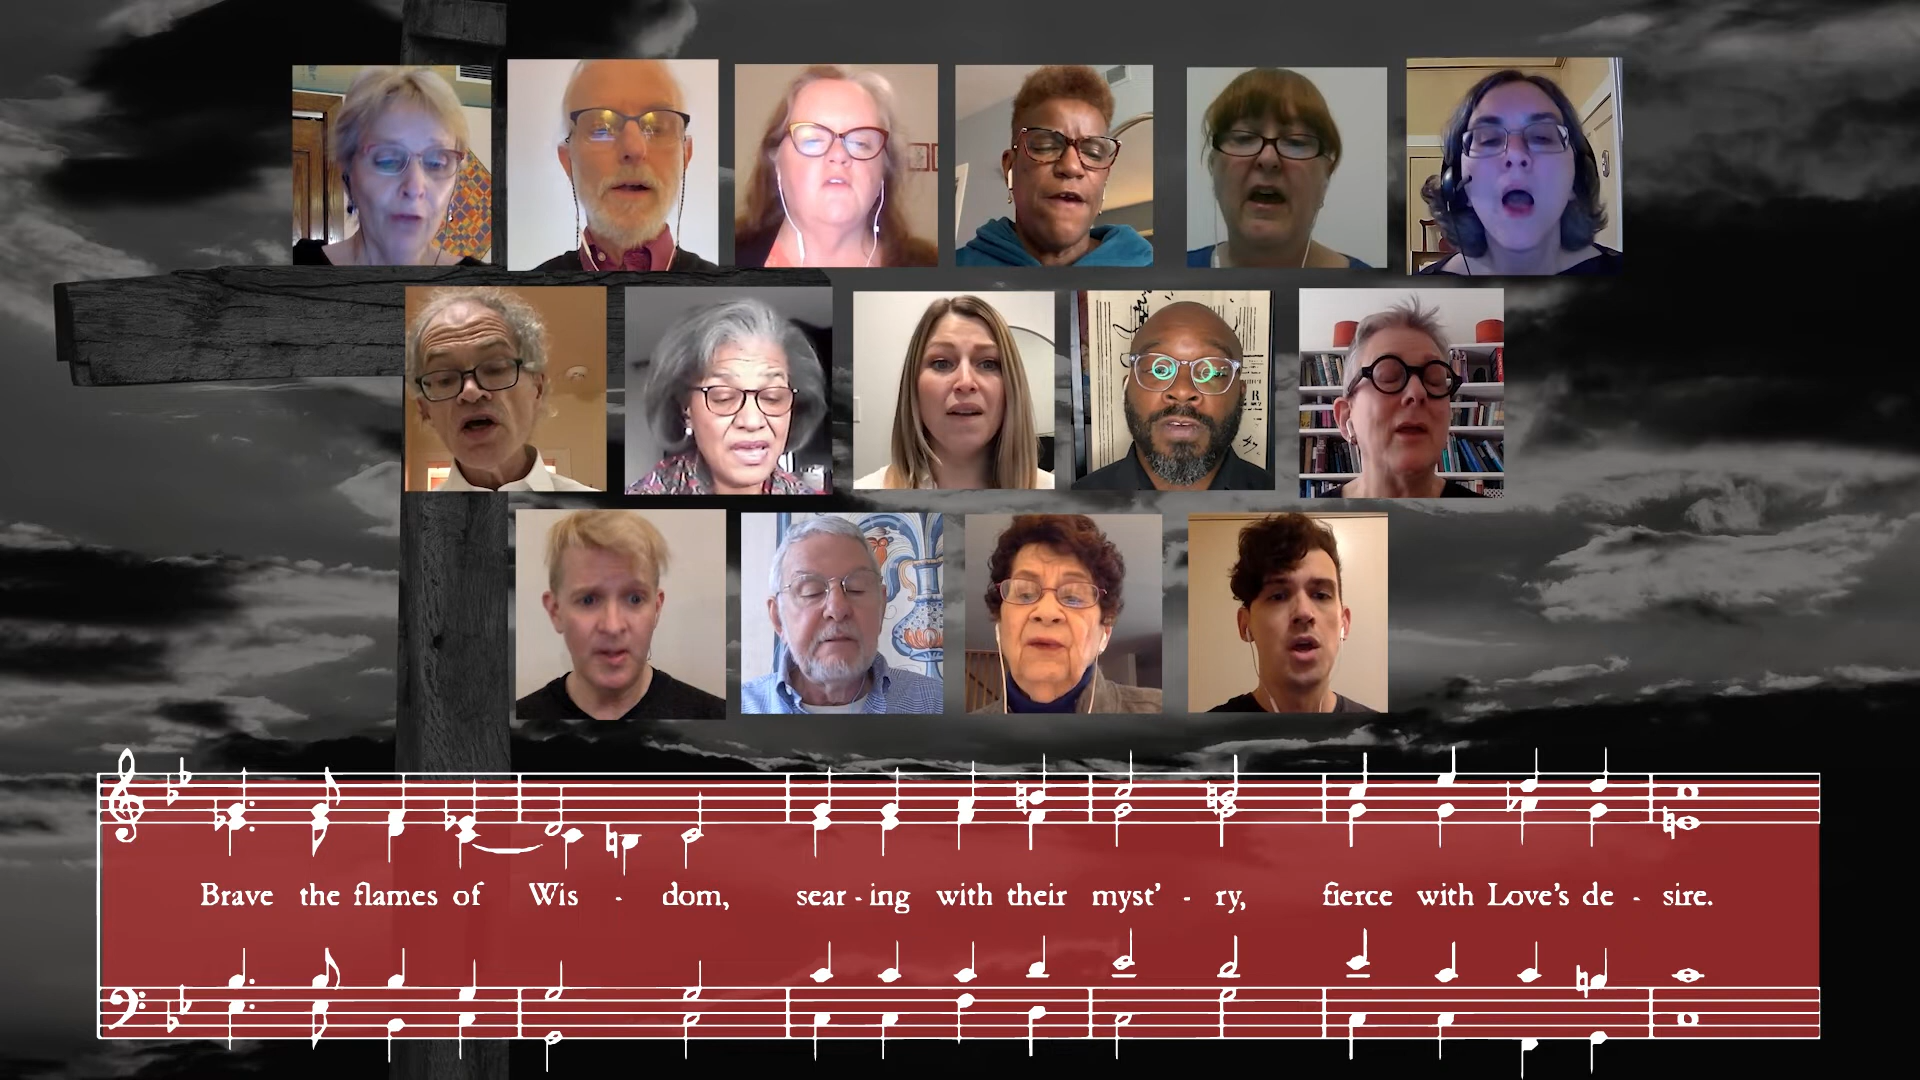 Brave the flames of Wis - dom, sear - ing with their myst' - ry, fierce with Love's de - sire.